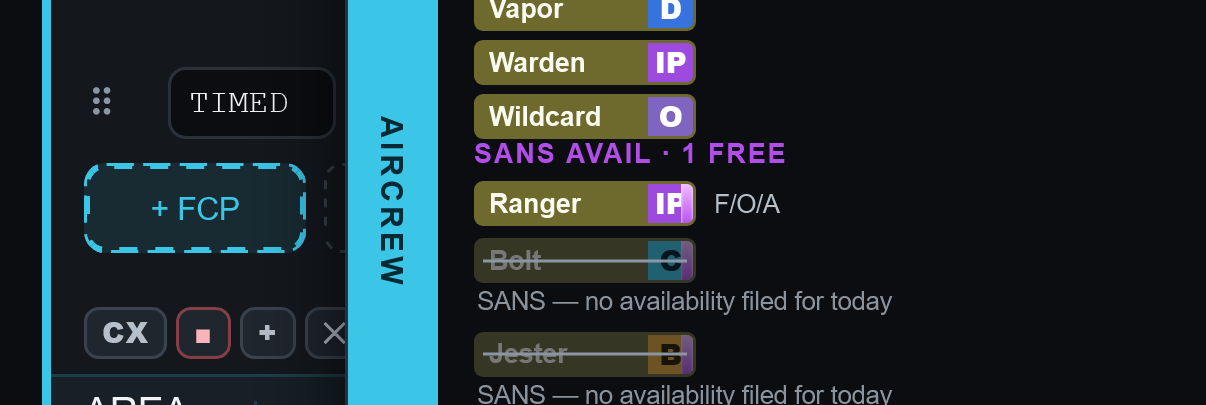 TIMED
+ FCP
CX
+
AREA
AIRCREW
Vapor D
Warden IP
Wildcard O
SANS AVAIL · 1 FREE
Ranger IP F/O/A
Bolt C
SANS — no availability filed for today
Jester B
SANS — no availability filed for today